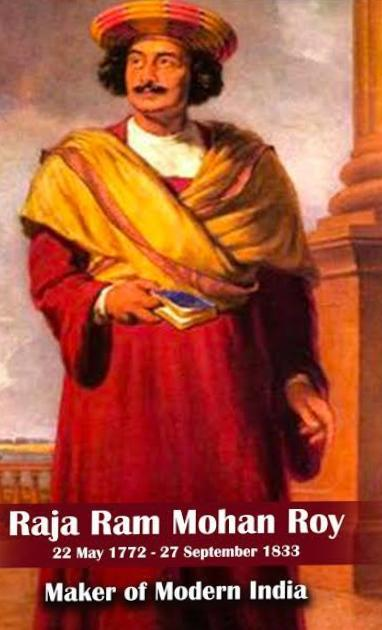 Raja Ram Mohan Roy
22 May 1772 - 27 September 1833
Maker of Modern India